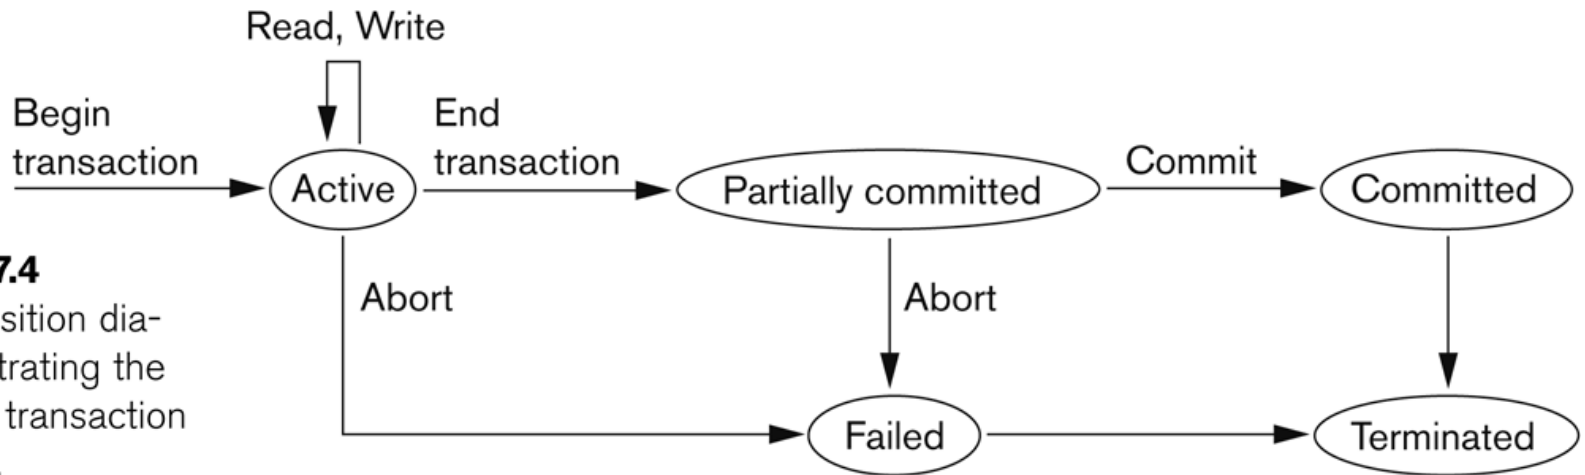 Read, Write
Begin
transaction
End
transaction
Active
Partially committed
Commit
Committed
7.4
sition dia-
trating the
transaction
Abort
Abort
Failed
Terminated